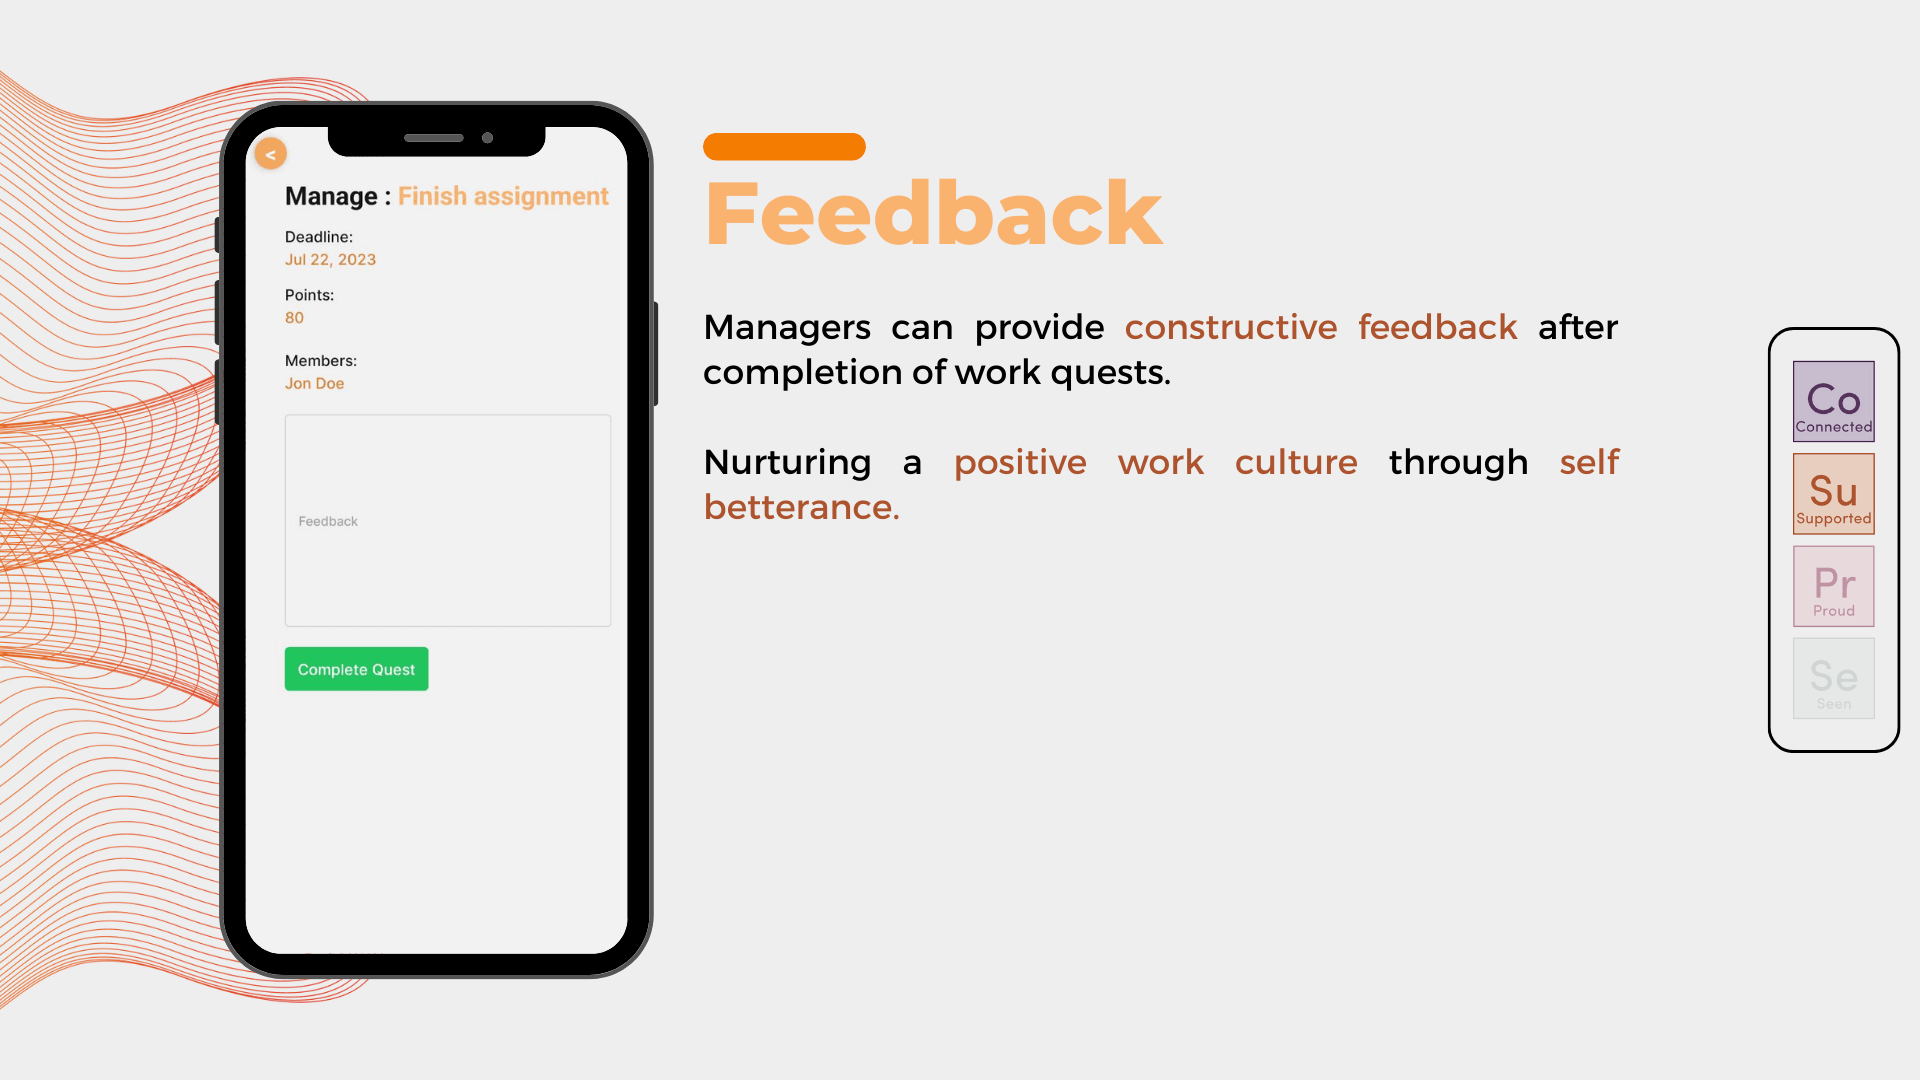 <
Manage : Finish assignment
Deadline:
Jul 22, 2023
Points:
80
Members:
Jon Doe
Feedback
Complete Quest
Feedback
Managers can provide constructive feedback after
completion of work quests.
Nurturing a positive work culture through self
betterance.
Co
Connected
Su
Supported
Pr
Proud
Se
Seen